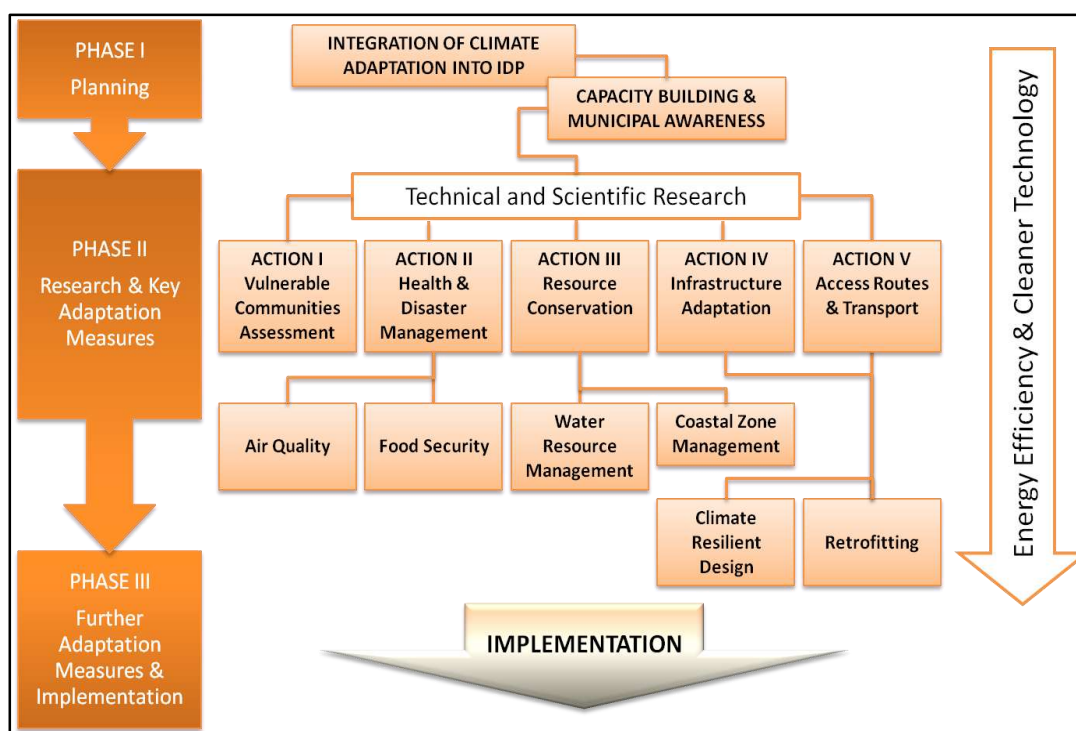 PHASE I
Planning
INTEGRATION OF CLIMATE
ADAPTATION INTO IDP
CAPACITY BUILDING &
MUNICIPAL AWARENESS
PHASE II
Research & Key
Adaptation
Measures
Technical and Scientific Research
ACTION I
Vulnerable
Communities
Assessment
ACTION II
Health &
Disaster
Management
ACTION III
Resource
Conservation
ACTION IV
Infrastructure
Adaptation
ACTION V
Access Routes
& Transport
Air Quality
Food Security
Water
Resource
Management
Coastal Zone
Management
Climate
Resilient
Design
Retrofitting
PHASE III
Further
Adaptation
Measures &
Implementation
IMPLEMENTATION
Energy Efficiency & Cleaner Technology